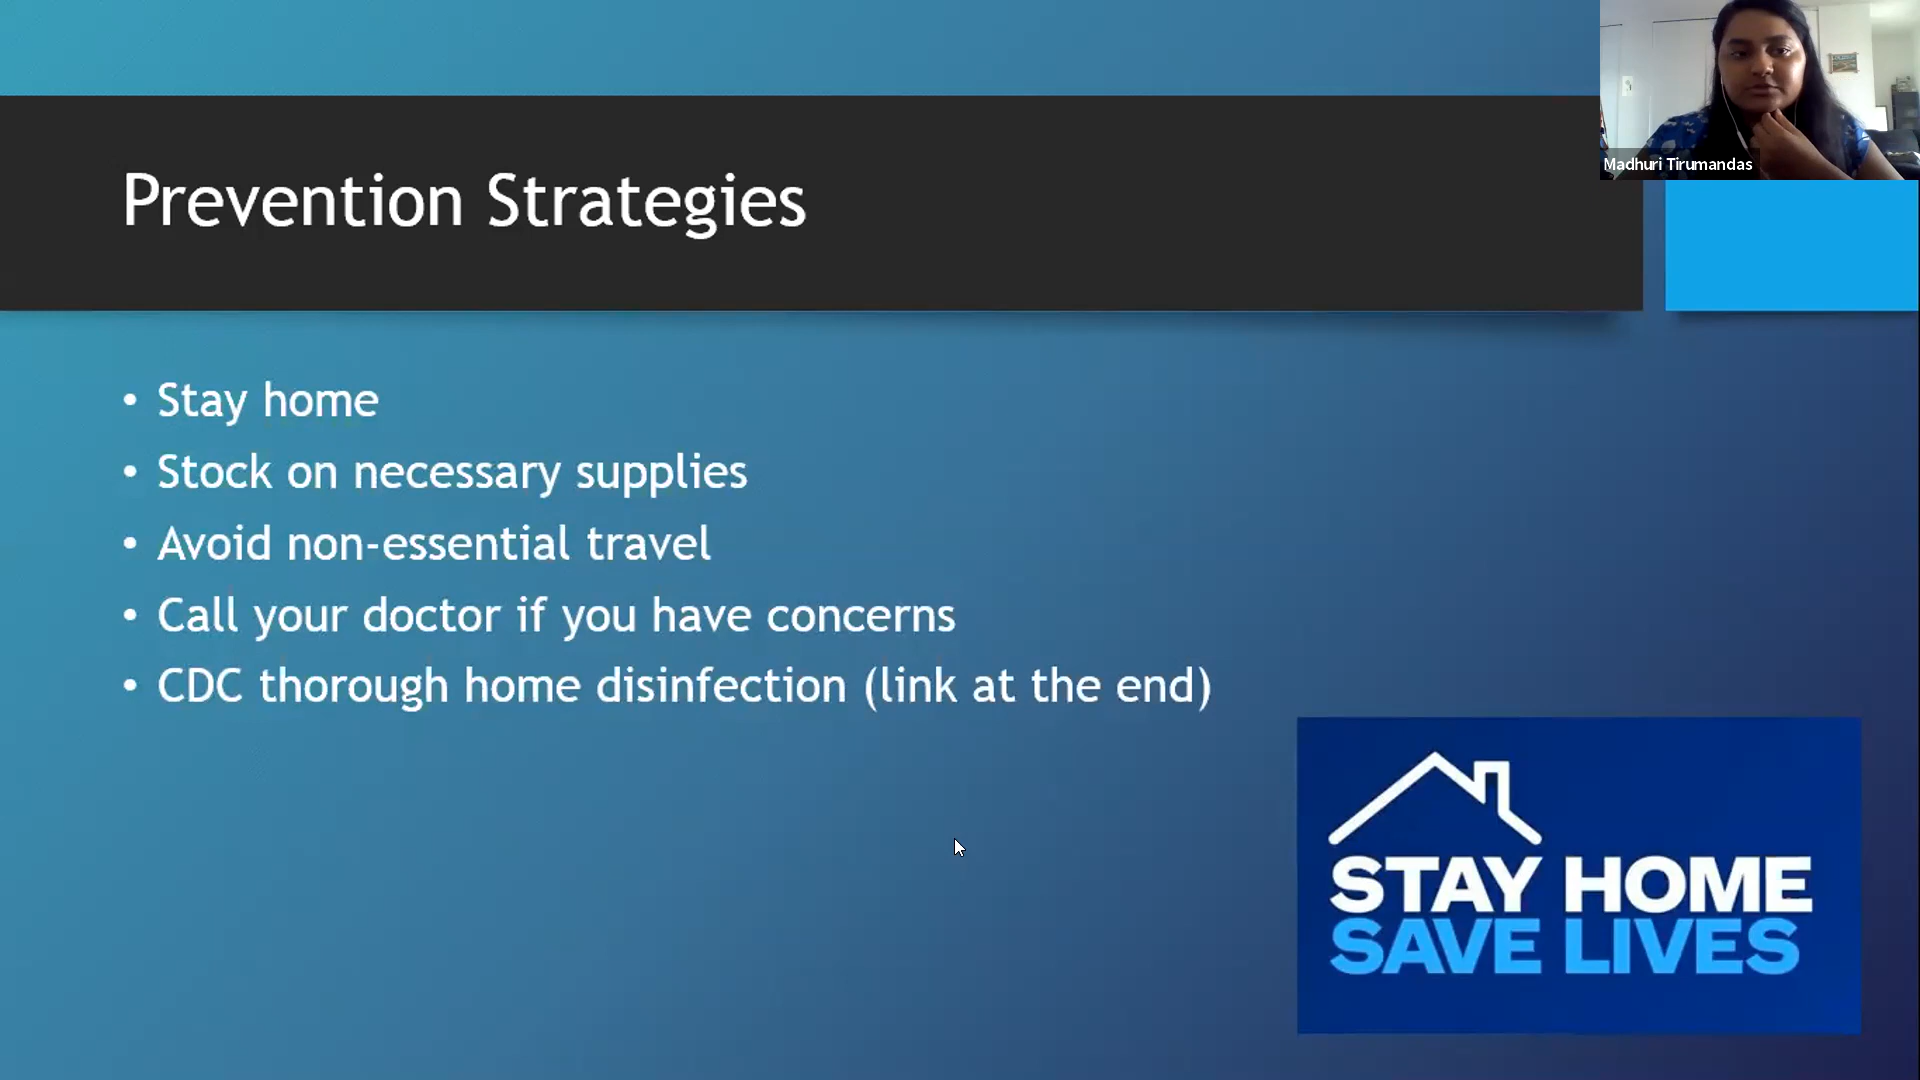 Madhuri Tirumandas
Prevention Strategies
• Stay home
• Stock on necessary supplies
• Avoid non-essential travel
• Call your doctor if you have concerns
• CDC thorough home disinfection (link at the end)
STAY HOME
SAVE LIVES